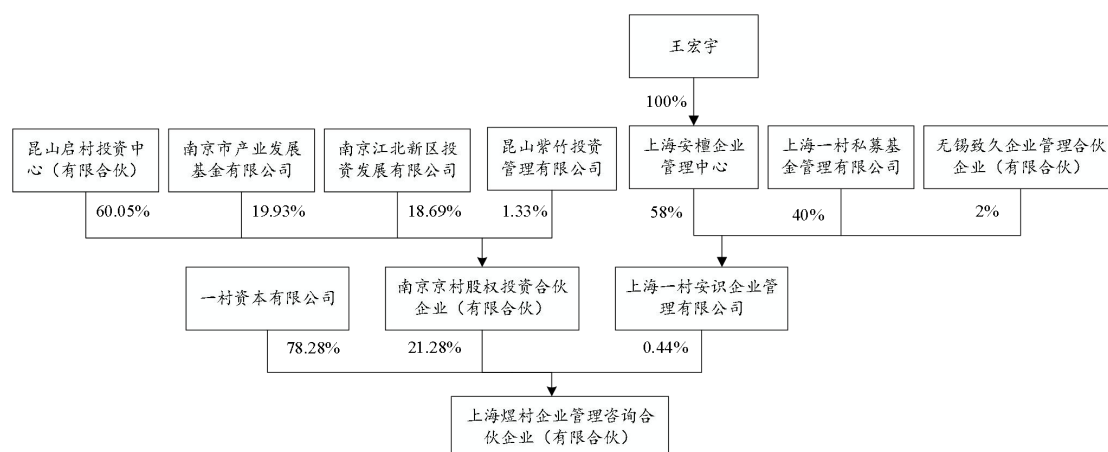 王宏宇
100%
昆山启村投资中
心（有限合伙）
南京市产业发展
基金有限公司
南京江北新区投
资发展有限公司
昆山紫竹投资
管理有限公司
上海安檀企业
管理中心
上海一村私募基
金管理有限公司
无锡致久企业管理合伙
企业（有限合伙）
60.05%
19.93%
18.69%
1.33%
58%
40%
2%
一村资本有限公司
南京京村股权投资合伙
企业（有限合伙）
上海一村安识企业管
理有限公司
78.28%
21.28%
0.44%
上海煜村企业管理咨询合
伙企业（有限合伙）